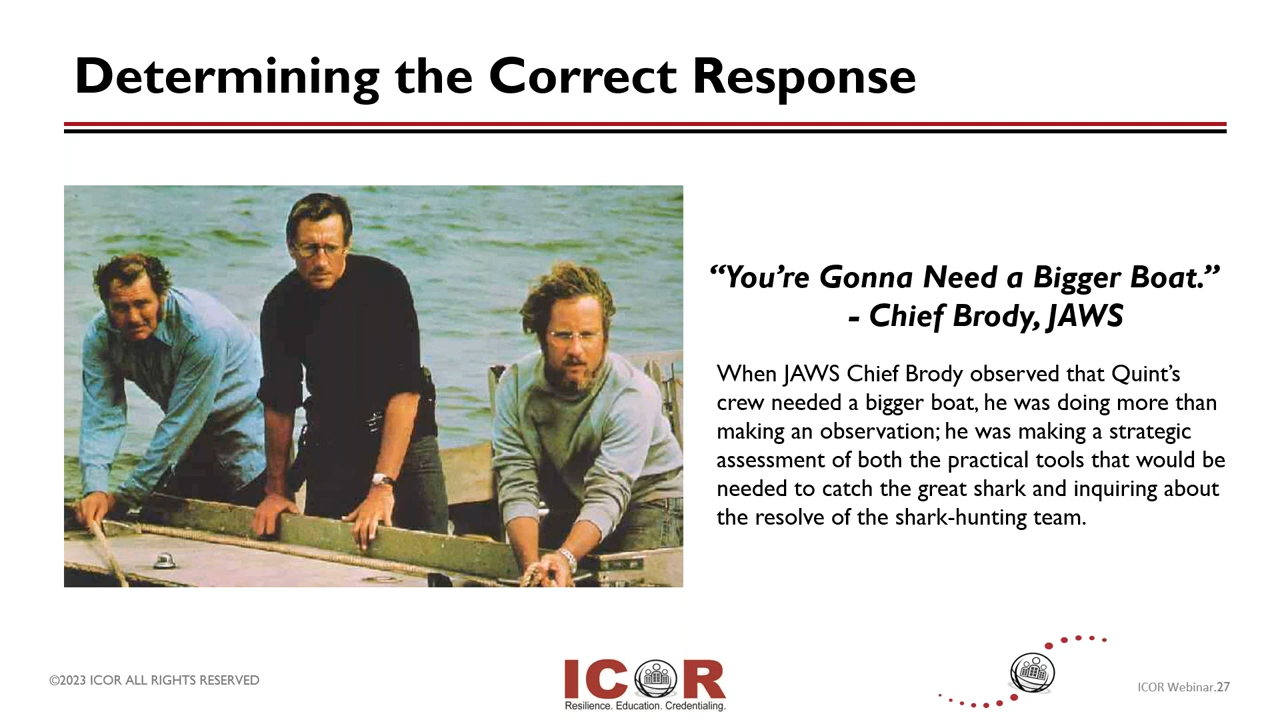 Determining the Correct Response
“You’re Gonna Need a Bigger Boat.”
- Chief Brody, JAWS
When JAWS Chief Brody observed that Quint’s
crew needed a bigger boat, he was doing more than
making an observation; he was making a strategic
assessment of both the practical tools that would be
needed to catch the great shark and inquiring about
the resolve of the shark-hunting team.
©2023 ICOR ALL RIGHTS RESERVED
ICOR
Resilience. Education. Credentialing.
ICOR Webinar.27